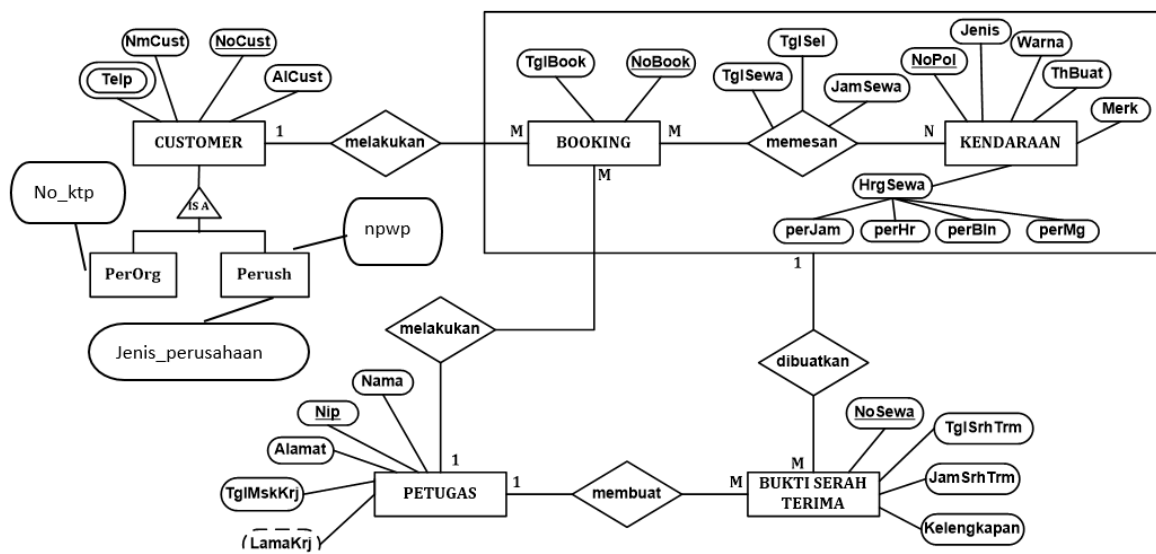 NmCust
NoCust
Telp
AlCust
CUSTOMER
1
melakukan
M
TglBook
NoBook
BOOKING
M
M
TglSewa
TglSel
JamSewa
memesan
N
NoPol
Jenis
Warna
ThBuat
Merk
KENDARAAN
HrgSewa
perJam
perHr
perBln
perMg
IS A
No_ktp
npwp
PerOrg
Perush
Jenis_perusahaan
melakukan
1
dibuatkan
Nama
Nip
Alamat
TglMskKrj
LamaKrj
1
PETUGAS
1
membuat
M
M
BUKTI SERAH
TERIMA
NoSewa
TglSrhTrm
JamSrhTrm
Kelengkapan